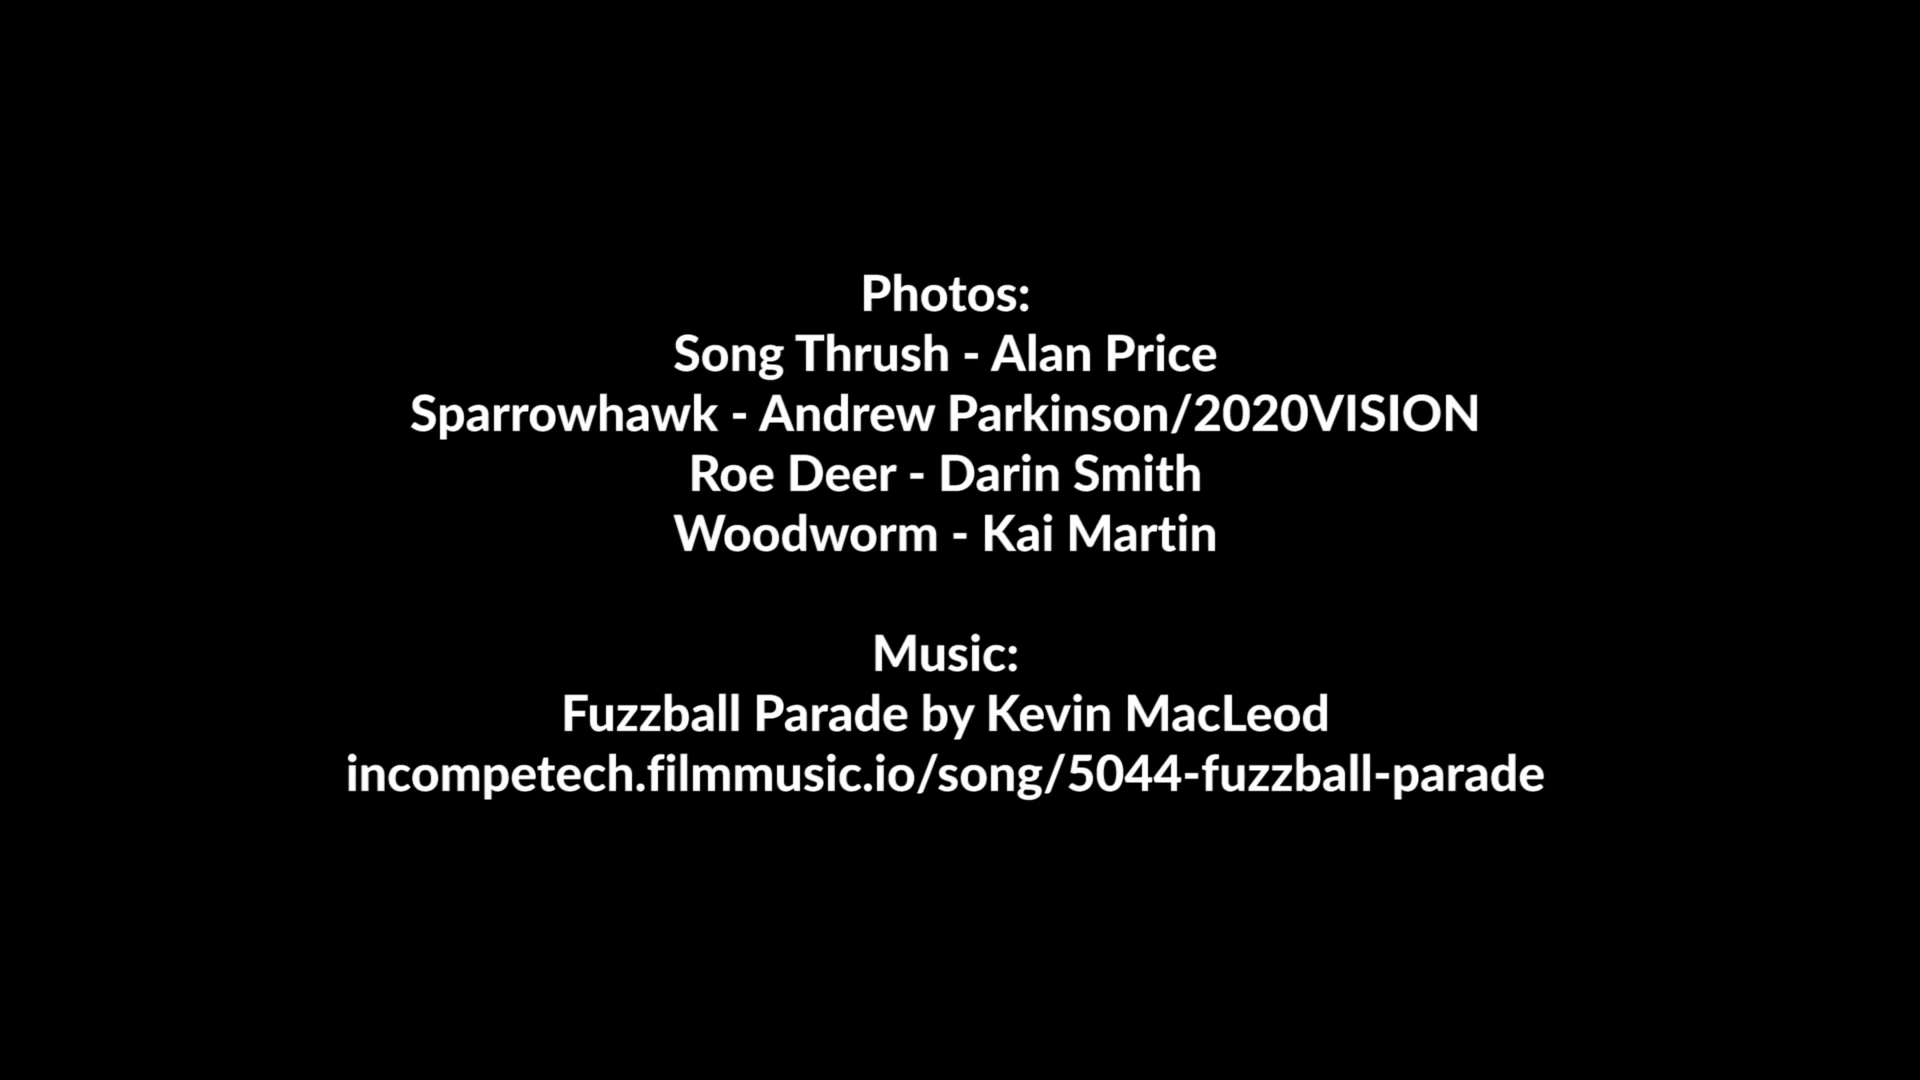 Photos:
Song Thrush - Alan Price
Sparrowhawk - Andrew Parkinson/2020VISION
Roe Deer - Darin Smith
Woodworm - Kai Martin
Music:
Fuzzball Parade by Kevin MacLeod
incompetech.filmmusic.io/song/5044-fuzzball-parade